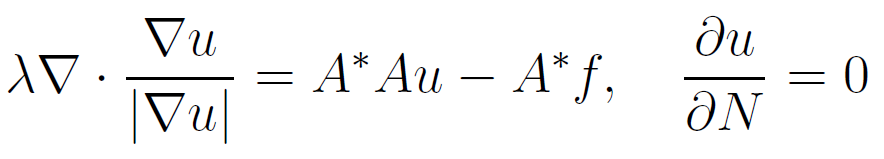 λ∇ · ∇u/|∇u| = A*Au − A*f, ∂u/∂N = 0